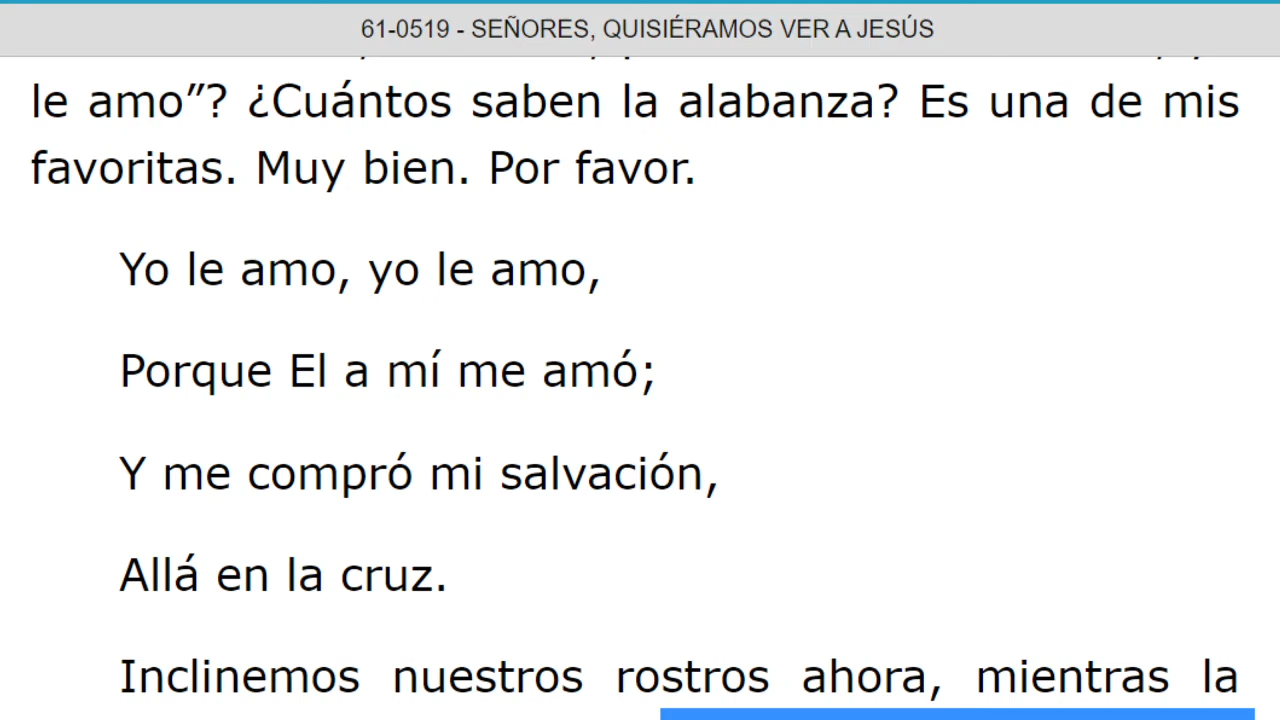 61-0519 - SEÑORES, QUISIÉRAMOS VER A JESÚS
le amo”? ¿Cuántos saben la alabanza? Es una de mis
favoritas. Muy bien. Por favor.
Yo le amo, yo le amo,
Porque El a mí me amó;
Y me compró mi salvación,
Allá en la cruz.
Inclinemos nuestros rostros ahora, mientras la